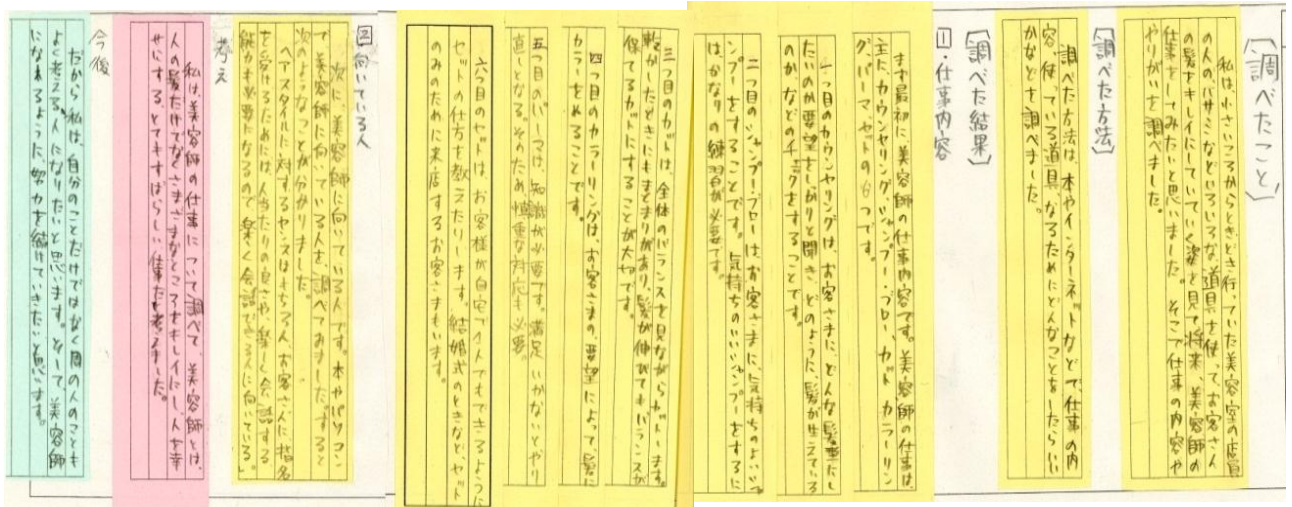 〔調べたこと〕
私は、小さいころからときどき行っていた美容室の店員
の人のハサミなどいろいろな道具を使ってお客さん
の髪をキレイにしていていく姿を見て将来、美容師の
仕事をしてみたいと思いました。そこで仕事の内容や
やりがいを調べました。
〔調べた方法〕
調べた方法は、本やインターネットなどで仕事の内
容、使っている道具、なるためにどんなことをしたらいい
かなどを調べました。
〔調べた結果〕
1・仕事内容
まず最初に美容師の仕事内容です。美容師の仕事は、
主に、カウンセリング、シャンプー・ブロー、カット、カラーリン
グ、パーマ、セットの6つです。
一つ目のカウンセリングは、お客さまに、どんな髪型にし
たいのか要望をしっかりと聞き、どのように、髪が生えている
のか、などのチェックをすることです。
二つ目のシャンプー・ブローは、お客さまに、気持ちのよいシャ
ンプーをすることです。気持ちのいいシャンプーをするに
は、かなりの練習が必要です。
三つ目のカットは、全体のバランスを見ながらカットします。
乾かしたときにもまとまりがあり、髪が伸びてもバランスが
保てるカットにすることが大切です。
四つ目のカラーリングは、お客さまの、要望によって、髪に
カラーをぬることです。
五つ目のパーマは、知識が必要です。満足いかないとやり
直しとなる。そのため慎重な対応も必要。
六つ目のセットは、お客様が自宅で1人でもできるように
セットの仕方を教えたりします。結婚式のときなど、セット
のみのために来店するお客さまもいます。
2 向いている人
次に、美容師に向いている人です。本やパソコン
で美容師に向いている人を、調べてみました。すると
次のようなことが分かりました。
ヘアスタイルに対するセンスはもちろん、お客さんに指名
を受けるためには人当たりの良さや、楽しく会話する
能力も必要になるので楽しく会話できる人に向いている。
考え
私は、美容師の仕事について調べて、美容師とは、
人の髪だけでなくさまざまなところをキレイにし、人を幸
せにする、とてもすばらしい仕事だと考えました。
今後
だから私は、自分のことだけではなく周の人のことも
よく考える人になりたいと思います。そして、美容師
になれるように、努力を続けていきたいと思います。